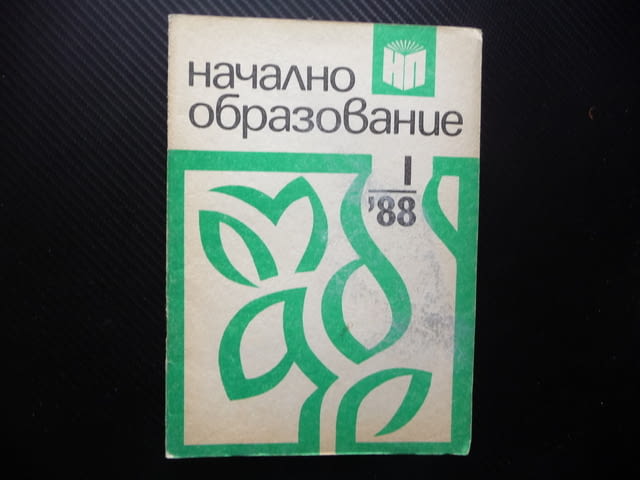 НП
начално
образование
I
'88